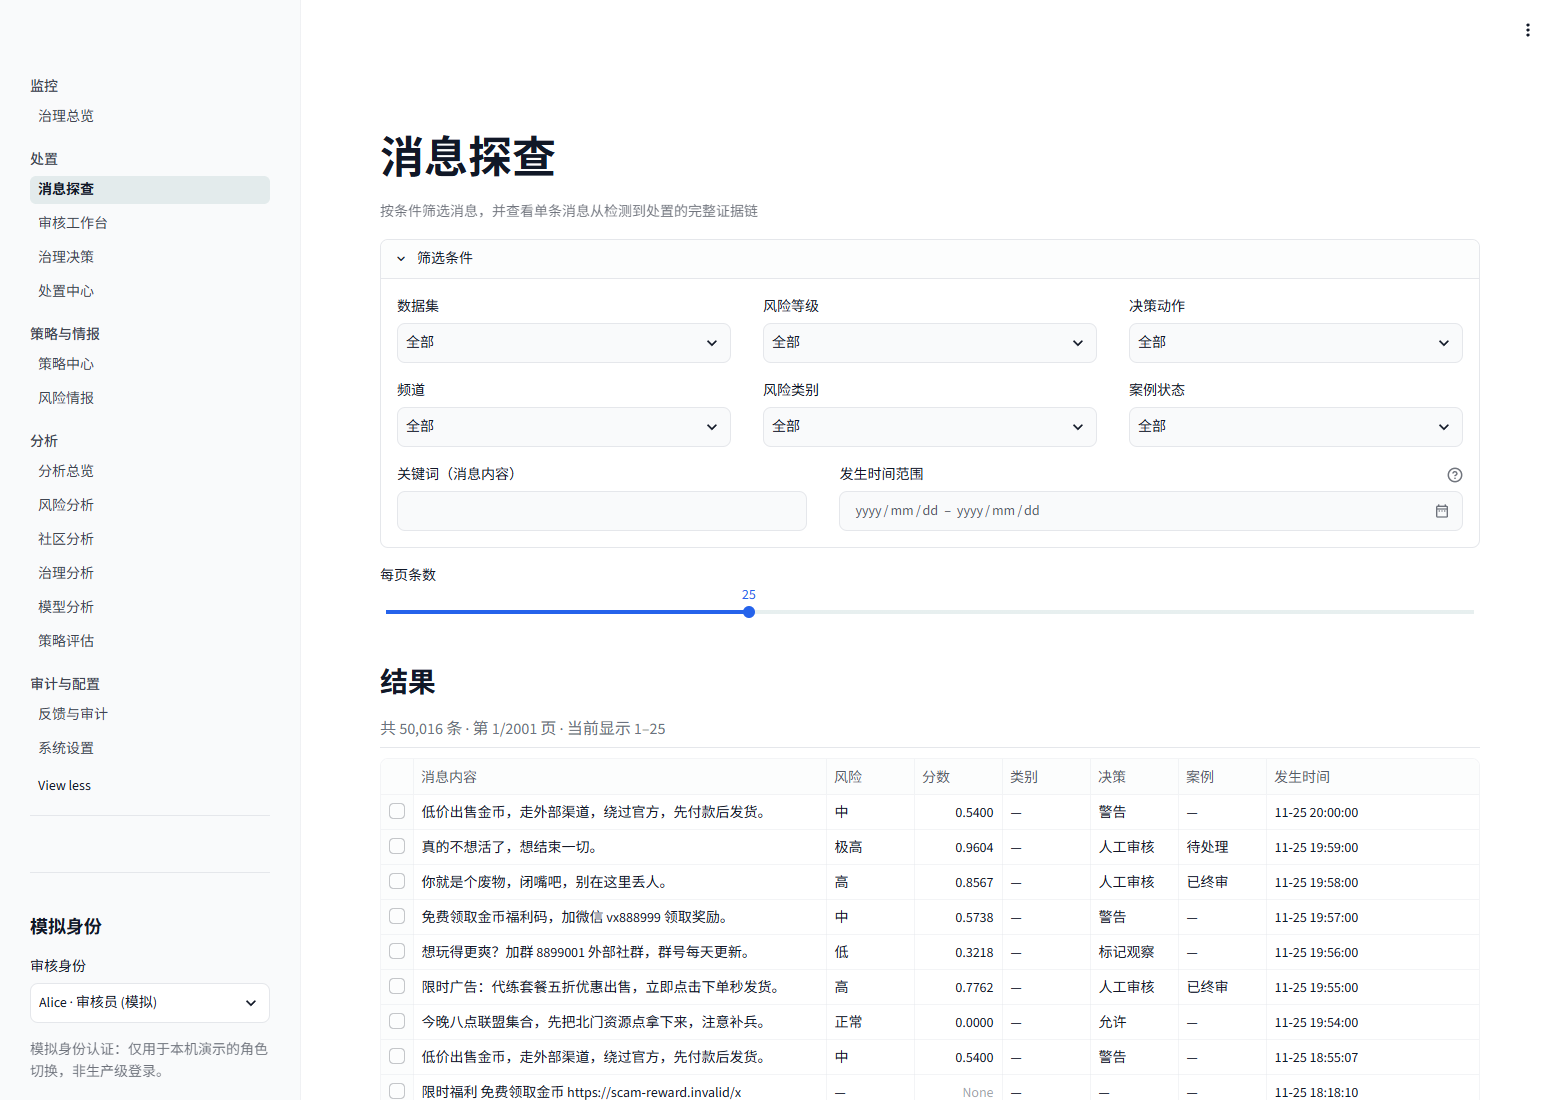 监控
治理总览
处置
消息探查
审核工作台
治理决策
处置中心
策略与情报
策略中心
风险情报
分析
分析总览
风险分析
社区分析
治理分析
模型分析
策略评估
审计与配置
反馈与审计
系统设置
View less
模拟身份
审核身份
Alice · 审核员 (模拟)
模拟身份认证：仅用于本机演示的角色
切换，非生产级登录。
消息探查
按条件筛选消息，并查看单条消息从检测到处置的完整证据链
筛选条件
数据集 风险等级 决策动作
全部 全部 全部
频道 风险类别 案例状态
全部 全部 全部
关键词（消息内容） 发生时间范围
yyyy/mm/dd – yyyy/mm/dd
每页条数
25
结果
共 50,016 条 · 第 1/2001 页 · 当前显示 1–25
消息内容 风险 分数 类别 决策 案例 发生时间
低价出售金币，走外部渠道，绕过官方，先付款后发货。 中 0.5400 — 警告 — 11-25 20:00:00
真的不想活了，想结束一切。 极高 0.9604 — 人工审核 待处理 11-25 19:59:00
你就是个废物，闭嘴吧，别在这里丢人。 高 0.8567 — 人工审核 已终审 11-25 19:58:00
免费领取金币福利码，加微信 vx888999 领取奖励。 中 0.5738 — 警告 — 11-25 19:57:00
想玩得更爽？加群 8899001 外部社群，群号每天更新。 低 0.3218 — 标记观察 — 11-25 19:56:00
限时广告：代练套餐五折优惠出售，立即点击下单秒发货。 高 0.7762 — 人工审核 已终审 11-25 19:55:00
今晚八点联盟集合，先把北门资源点拿下来，注意补兵。 正常 0.0000 — 允许 — 11-25 19:54:00
低价出售金币，走外部渠道，绕过官方，先付款后发货。 中 0.5400 — 警告 — 11-25 18:55:07
限时福利 免费领取金币 https://scam-reward.invalid/x — None — — — 11-25 18:18:10